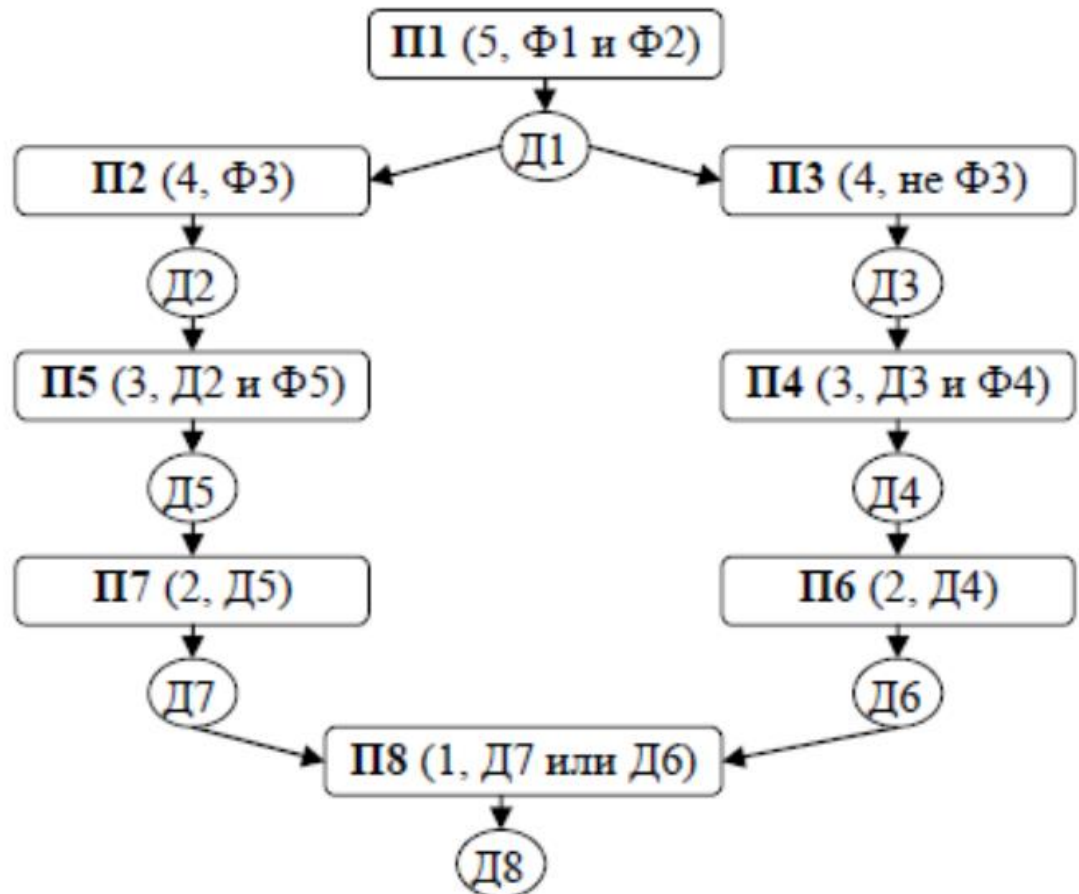 П1 (5, Ф1 и Ф2)
Д1
П2 (4, Ф3)
П3 (4, не Ф3)
Д2
Д3
П5 (3, Д2 и Ф5)
П4 (3, Д3 и Ф4)
Д5
Д4
П7 (2, Д5)
П6 (2, Д4)
Д7
Д6
П8 (1, Д7 или Д6)
Д8